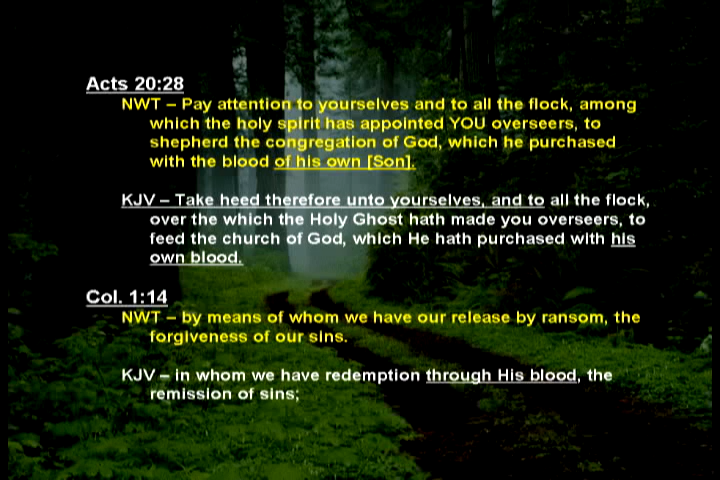 Acts 20:28
NWT – Pay attention to yourselves and to all the flock, among
which the holy spirit has appointed YOU overseers, to
shepherd the congregation of God, which he purchased
with the blood of his own [Son].
KJV – Take heed therefore unto yourselves, and to all the flock,
over the which the Holy Ghost hath made you overseers, to
feed the church of God, which He hath purchased with his
own blood.
Col. 1:14
NWT – by means of whom we have our release by ransom, the
forgiveness of our sins.
KJV – in whom we have redemption through His blood, the
remission of sins;